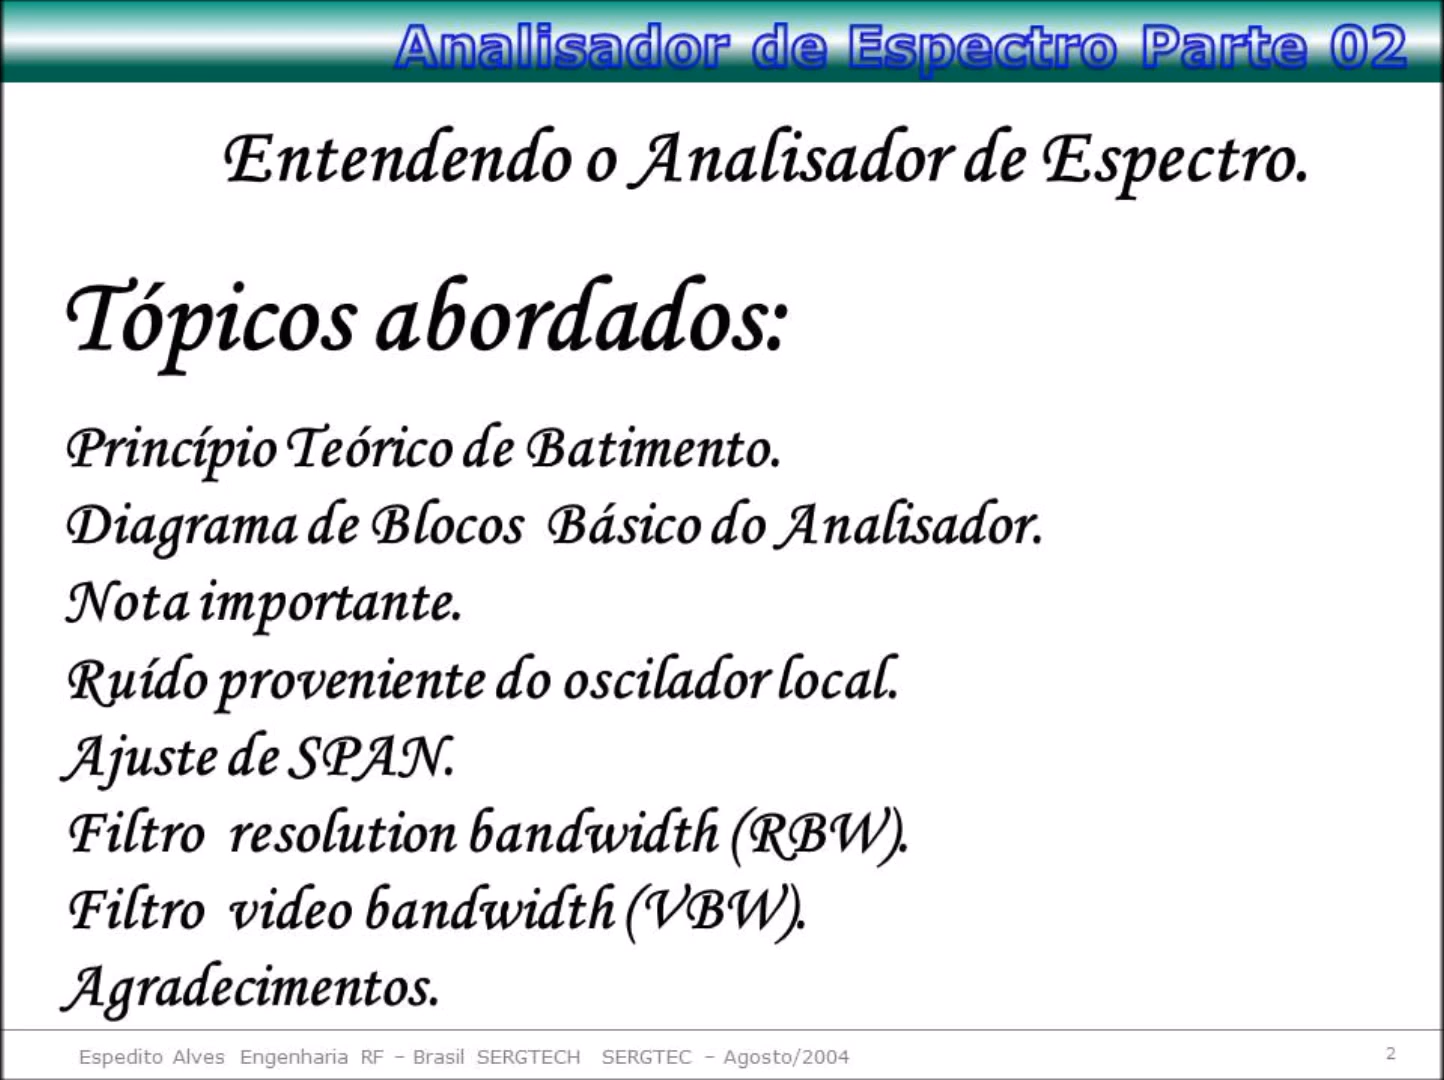 Analisador de Espectro Parte 02
Entendendo o Analisador de Espectro.
Tópicos abordados:
Princípio Teórico de Batimento.
Diagrama de Blocos Básico do Analisador.
Nota importante.
Ruído proveniente do oscilador local.
Ajuste de SPAN.
Filtro resolution bandwidth (RBW).
Filtro video bandwidth (VBW).
Agradecimentos.
Espedito Alves Engenharia RF – Brasil SERGTECH SERGTEC – Agosto/2004
2